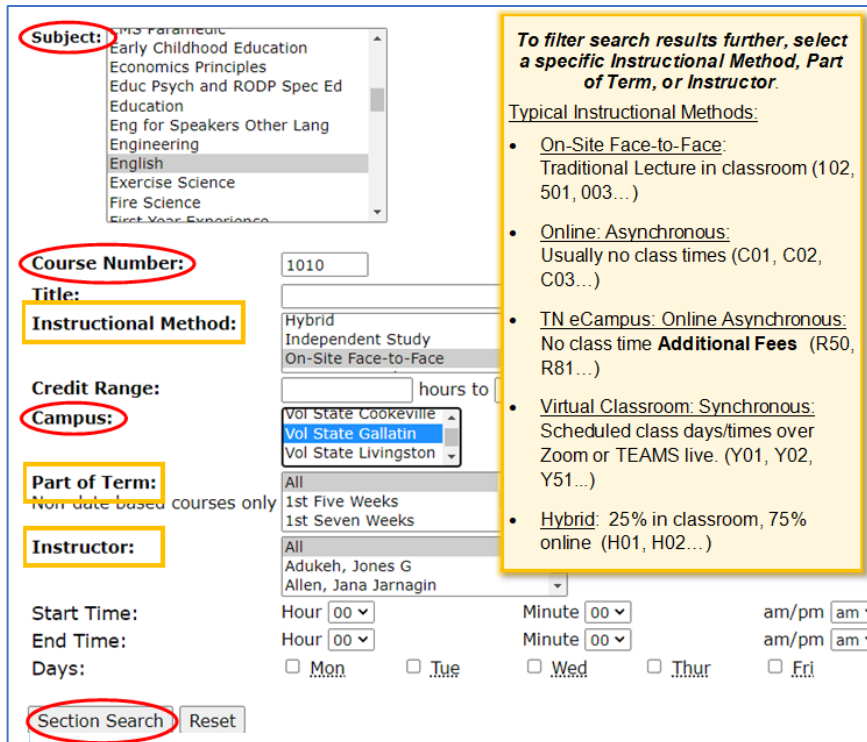 Subject:
EMS Paramedic
Early Childhood Education
Economics Principles
Educ Psych and RODP Spec Ed
Education
Eng for Speakers Other Lang
Engineering
English
Exercise Science
Fire Science
First Year Experience
Course Number:
1010
Title:
Instructional Method:
Hybrid
Independent Study
On-Site Face-to-Face
Credit Range:
hours to
Campus:
Vol State Cookeville
Vol State Gallatin
Vol State Livingston
Part of Term:
Non-date based courses only
All
1st Five Weeks
1st Seven Weeks
Instructor:
All
Adukeh, Jones G
Allen, Jana Jarnagin
Start Time: Hour 00 Minute 00 am/pm am
End Time: Hour 00 Minute 00 am/pm am
Days: Mon Tue Wed Thur Fri
Section Search Reset
To filter search results further, select
a specific Instructional Method, Part
of Term, or Instructor.
Typical Instructional Methods:
• On-Site Face-to-Face:
Traditional Lecture in classroom (102,
501, 003...)
• Online: Asynchronous:
Usually no class times (C01, C02,
C03...)
• TN eCampus: Online Asynchronous:
No class time Additional Fees (R50,
R81...)
• Virtual Classroom: Synchronous:
Scheduled class days/times over
Zoom or TEAMS live. (Y01, Y02,
Y51...)
• Hybrid: 25% in classroom, 75%
online (H01, H02...)